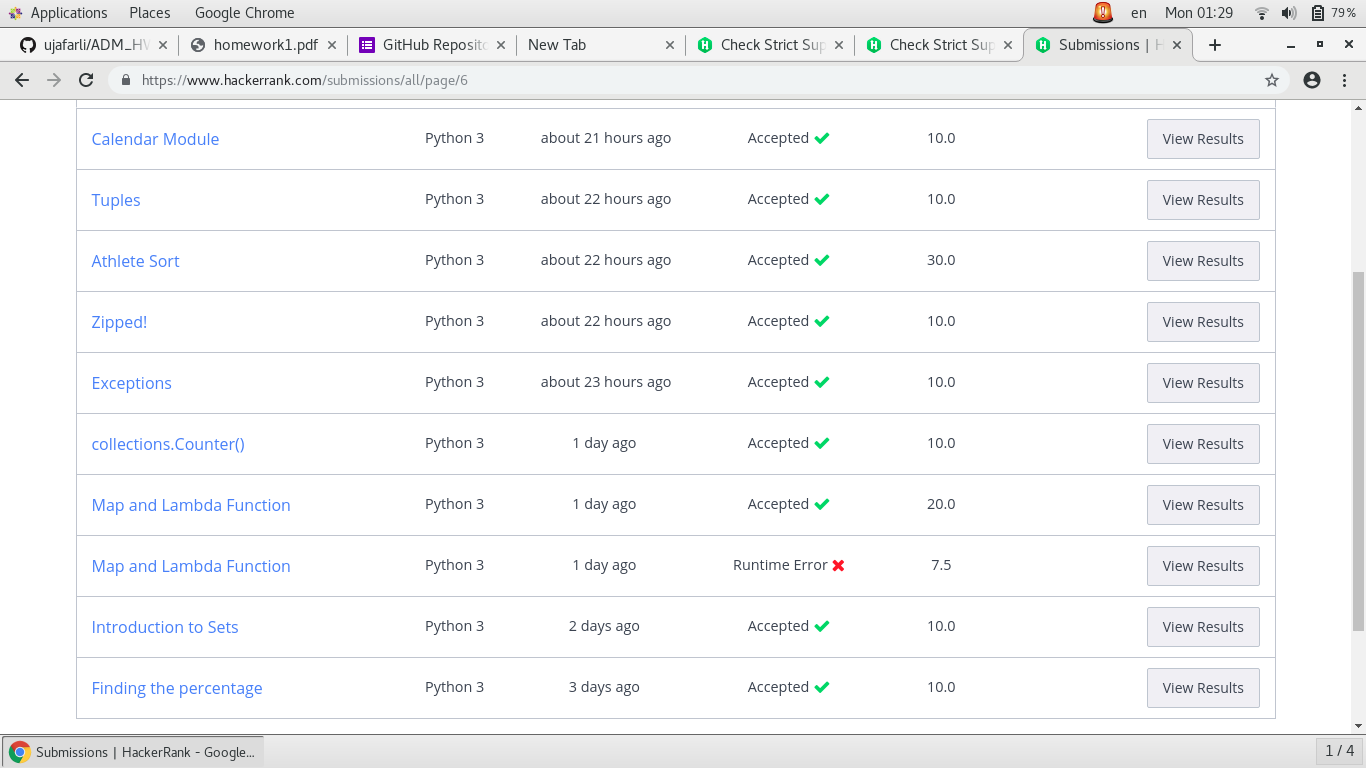 Applications Places Google Chrome en Mon 01:29 79%
ujafarli/ADM_HW homework1.pdf GitHub Reposito New Tab Check Strict Sup Check Strict Sup Submissions | H
https://www.hackerrank.com/submissions/all/page/6
Calendar Module Python 3 about 21 hours ago Accepted 10.0 View Results
Tuples Python 3 about 22 hours ago Accepted 10.0 View Results
Athlete Sort Python 3 about 22 hours ago Accepted 30.0 View Results
Zipped! Python 3 about 22 hours ago Accepted 10.0 View Results
Exceptions Python 3 about 23 hours ago Accepted 10.0 View Results
collections.Counter() Python 3 1 day ago Accepted 10.0 View Results
Map and Lambda Function Python 3 1 day ago Accepted 20.0 View Results
Map and Lambda Function Python 3 1 day ago Runtime Error 7.5 View Results
Introduction to Sets Python 3 2 days ago Accepted 10.0 View Results
Finding the percentage Python 3 3 days ago Accepted 10.0 View Results
Submissions | HackerRank - Google... 1 / 4